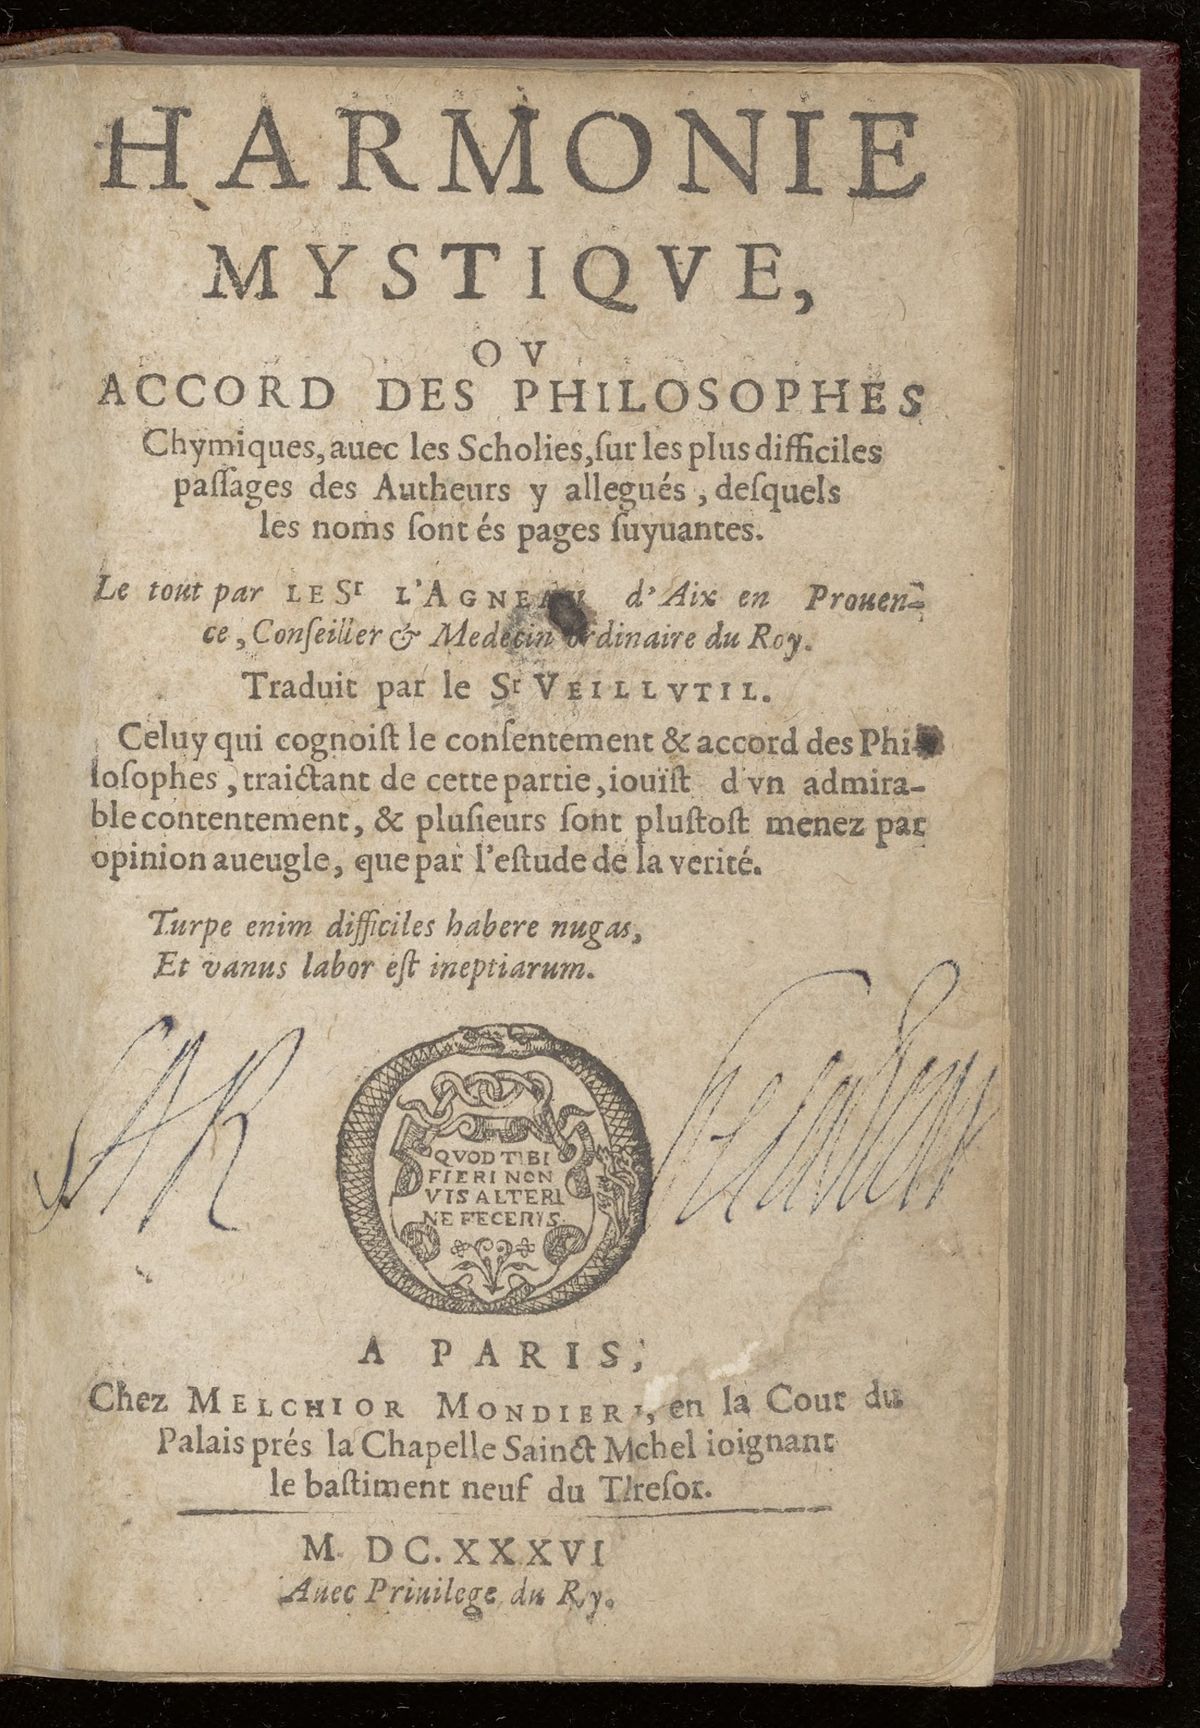 HARMONIE
MYSTIQVE,
OV
ACCORD DES PHILOSOPHES
Chymiques, auec les Scholies, ſur les plus difficiles
paſſages des Autheurs y allegués, deſquels
les noms ſont és pages ſuyuantes.
Le tout par LE Sr L'AGNEAV d'Aix en Prouen-
ce, Conſeiller & Medecin ordinaire du Roy.
Traduit par le Sr VEILLVTIL.
Celuy qui cognoiſt le conſentement & accord des Phi-
loſophes, traictant de cette partie, iouïſt d'vn admira-
ble contentement, & pluſieurs ſont pluſtoſt menez par
opinion aueugle, que par l'eſtude de la verité.
Turpe enim difficiles habere nugas,
Et vanus labor eſt ineptiarum.
QVOD TIBI
FIERI NON
VIS ALTERI
NE FECERIS.
A PARIS,
Chez MELCHIOR MONDIERE, en la Cour du
Palais prés la Chapelle Sainct Mchel ioignant
le baſtiment neuf du Threſor.
M. DC. XXXVI
Auec Priuilege du Ry.